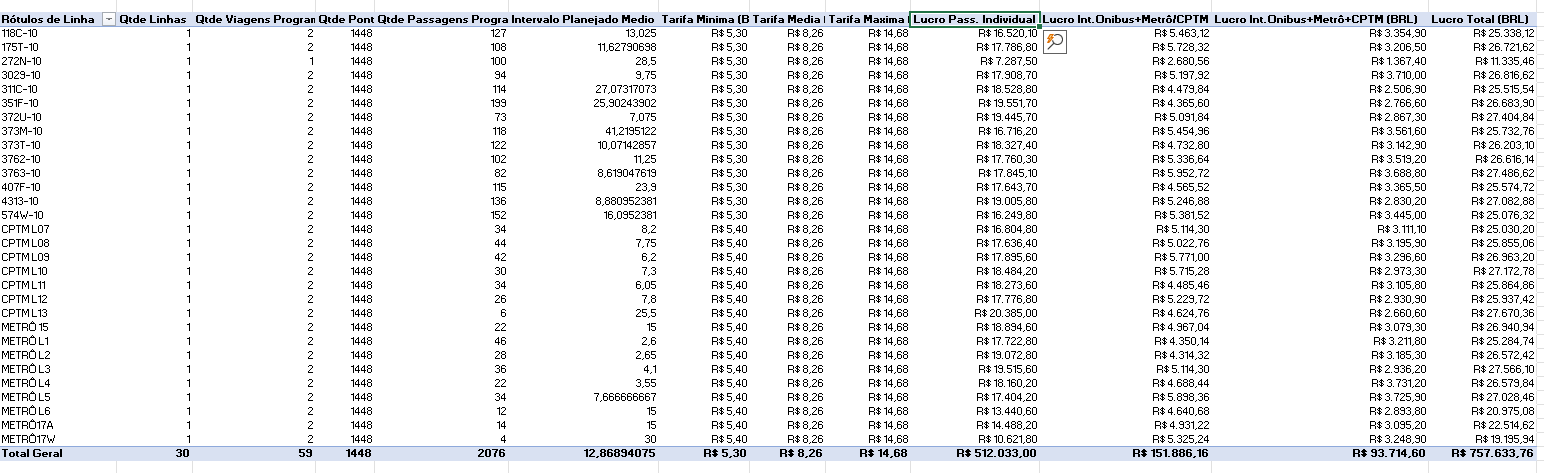 Rótulos de Linha Qtde Linhas Qtde Viagens Program Qtde Pont Qtde Passagens Progra Intervalo Planejado Medio Tarifa Minima (B Tarifa Media Tarifa Maxima Lucro Pass. Individual Lucro Int.Onibus+Metrô/CPTM Lucro Int.Onibus+Metrô+CPTM (BRL) Lucro Total (BRL)
118C-10 1 2 1448 127 13,025 R$ 5,30 R$ 8,26 R$ 14,68 R$ 16.520,10 R$ 5.463,12 R$ 3.354,90 R$ 25.338,12
175T-10 1 2 1448 108 11,62790698 R$ 5,30 R$ 8,26 R$ 14,68 R$ 17.786,80 R$ 5.728,32 R$ 3.206,50 R$ 26.721,62
272N-10 1 1 1448 100 28,5 R$ 5,30 R$ 8,26 R$ 14,68 R$ 7.287,50 R$ 2.680,56 R$ 1.367,40 R$ 11.335,46
3029-10 1 2 1448 94 9,75 R$ 5,30 R$ 8,26 R$ 14,68 R$ 17.908,70 R$ 5.197,92 R$ 3.710,00 R$ 26.816,62
311C-10 1 2 1448 114 27,07317073 R$ 5,30 R$ 8,26 R$ 14,68 R$ 18.528,80 R$ 4.479,84 R$ 2.506,90 R$ 25.515,54
351F-10 1 2 1448 199 25,90243902 R$ 5,30 R$ 8,26 R$ 14,68 R$ 19.551,70 R$ 4.365,60 R$ 2.766,60 R$ 26.683,90
372U-10 1 2 1448 73 7,075 R$ 5,30 R$ 8,26 R$ 14,68 R$ 19.445,70 R$ 5.091,84 R$ 2.867,30 R$ 27.404,84
373M-10 1 2 1448 118 41,2195122 R$ 5,30 R$ 8,26 R$ 14,68 R$ 16.716,20 R$ 5.454,96 R$ 3.561,60 R$ 25.732,76
373T-10 1 2 1448 122 10,07142857 R$ 5,30 R$ 8,26 R$ 14,68 R$ 18.327,40 R$ 4.732,80 R$ 3.142,90 R$ 26.203,10
3762-10 1 2 1448 102 11,25 R$ 5,30 R$ 8,26 R$ 14,68 R$ 17.760,30 R$ 5.336,64 R$ 3.519,20 R$ 26.616,14
3763-10 1 2 1448 82 8,619047619 R$ 5,30 R$ 8,26 R$ 14,68 R$ 17.845,10 R$ 5.952,72 R$ 3.688,80 R$ 27.486,62
407F-10 1 2 1448 115 23,9 R$ 5,30 R$ 8,26 R$ 14,68 R$ 17.643,70 R$ 4.565,52 R$ 3.365,50 R$ 25.574,72
4313-10 1 2 1448 136 8,880952381 R$ 5,30 R$ 8,26 R$ 14,68 R$ 19.005,80 R$ 5.246,88 R$ 2.830,20 R$ 27.082,88
574W-10 1 2 1448 152 16,0952381 R$ 5,30 R$ 8,26 R$ 14,68 R$ 16.249,80 R$ 5.381,52 R$ 3.445,00 R$ 25.076,32
CPTM L07 1 2 1448 34 8,2 R$ 5,40 R$ 8,26 R$ 14,68 R$ 16.804,80 R$ 5.114,30 R$ 3.111,10 R$ 25.030,20
CPTM L08 1 2 1448 44 7,75 R$ 5,40 R$ 8,26 R$ 14,68 R$ 17.636,40 R$ 5.022,76 R$ 3.195,90 R$ 25.855,06
CPTM L09 1 2 1448 42 6,2 R$ 5,40 R$ 8,26 R$ 14,68 R$ 17.895,60 R$ 5.771,00 R$ 3.296,60 R$ 26.963,20
CPTM L10 1 2 1448 30 7,3 R$ 5,40 R$ 8,26 R$ 14,68 R$ 18.484,20 R$ 5.715,28 R$ 2.973,30 R$ 27.172,78
CPTM L11 1 2 1448 34 6,05 R$ 5,40 R$ 8,26 R$ 14,68 R$ 18.273,60 R$ 4.485,46 R$ 3.105,80 R$ 25.864,86
CPTM L12 1 2 1448 26 7,8 R$ 5,40 R$ 8,26 R$ 14,68 R$ 17.776,80 R$ 5.229,72 R$ 2.930,90 R$ 25.937,42
CPTM L13 1 2 1448 6 25,5 R$ 5,40 R$ 8,26 R$ 14,68 R$ 20.385,00 R$ 4.624,76 R$ 2.660,60 R$ 27.670,36
METRÔ 15 1 2 1448 22 15 R$ 5,40 R$ 8,26 R$ 14,68 R$ 18.894,60 R$ 4.967,04 R$ 3.079,30 R$ 26.940,94
METRÔ L1 1 2 1448 46 2,6 R$ 5,40 R$ 8,26 R$ 14,68 R$ 17.722,80 R$ 4.350,14 R$ 3.211,80 R$ 25.284,74
METRÔ L2 1 2 1448 28 2,65 R$ 5,40 R$ 8,26 R$ 14,68 R$ 19.072,80 R$ 4.314,32 R$ 3.185,30 R$ 26.572,42
METRÔ L3 1 2 1448 36 4,1 R$ 5,40 R$ 8,26 R$ 14,68 R$ 19.515,60 R$ 5.114,30 R$ 2.936,20 R$ 27.566,10
METRÔ L4 1 2 1448 22 3,55 R$ 5,40 R$ 8,26 R$ 14,68 R$ 18.160,20 R$ 4.688,44 R$ 3.731,20 R$ 26.579,84
METRÔ L5 1 2 1448 34 7,666666667 R$ 5,40 R$ 8,26 R$ 14,68 R$ 17.404,20 R$ 5.898,36 R$ 3.725,90 R$ 27.028,46
METRÔ L6 1 2 1448 12 15 R$ 5,40 R$ 8,26 R$ 14,68 R$ 13.440,60 R$ 4.640,68 R$ 2.893,80 R$ 20.975,08
METRÔ17A 1 2 1448 14 15 R$ 5,40 R$ 8,26 R$ 14,68 R$ 14.488,20 R$ 4.931,22 R$ 3.095,20 R$ 22.514,62
METRÔ17W 1 2 1448 4 30 R$ 5,40 R$ 8,26 R$ 14,68 R$ 10.621,80 R$ 5.325,24 R$ 3.248,90 R$ 19.195,94
Total Geral 30 59 1448 2076 12,86894075 R$ 5,30 R$ 8,26 R$ 14,68 R$ 512.033,00 R$ 151.886,16 R$ 93.714,60 R$ 757.633,76